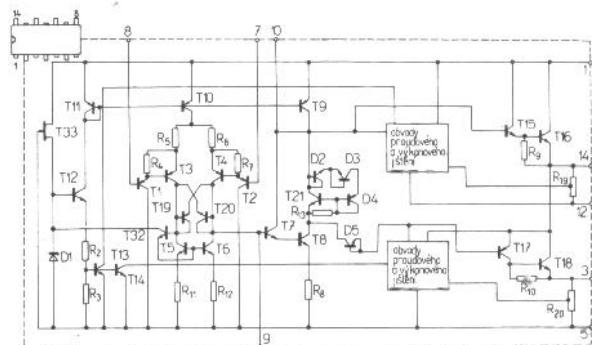 14 8
1
8 7 10
T11 T10 T9 1
T33 R5 R6 T15 T16
R4 T3 T4 R7 D2 D3 R9 14
obvody
proudového
a výkonového
jištění
T12 T1 T2 T21 D4 R19
T19 T20 R13 12
T32 T7 D5
D1 R2 T13 T5 T6 T8 T17 T18
obvody
proudového
a výkonového
jištění
T14 3
R3 R11 R12 R8 R10
R20
9 5